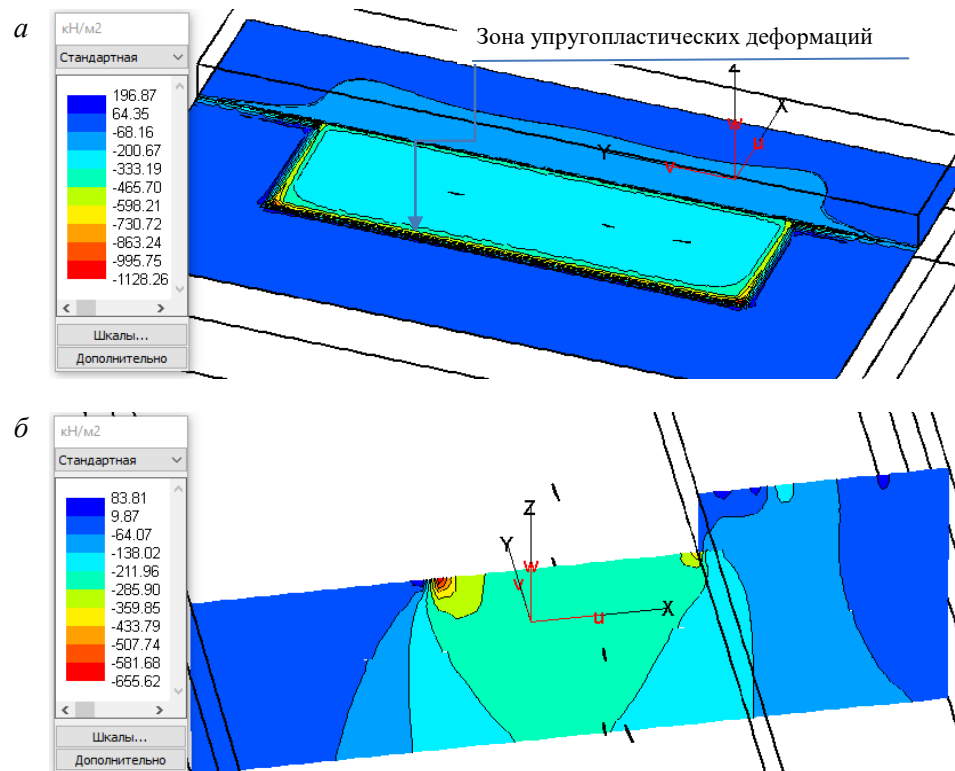 а
кН/м2
Стандартная
196.87
64.35
-68.16
-200.67
-333.19
-465.70
-598.21
-730.72
-863.24
-995.75
-1128.26
Шкалы...
Дополнительно
Зона упругопластических деформаций
Z
X
w
u
Y
v
б
кН/м2
Стандартная
83.81
9.87
-64.07
-138.02
-211.96
-285.90
-359.85
-433.79
-507.74
-581.68
-655.62
Шкалы...
Дополнительно
Z
Y
w
v
u
X